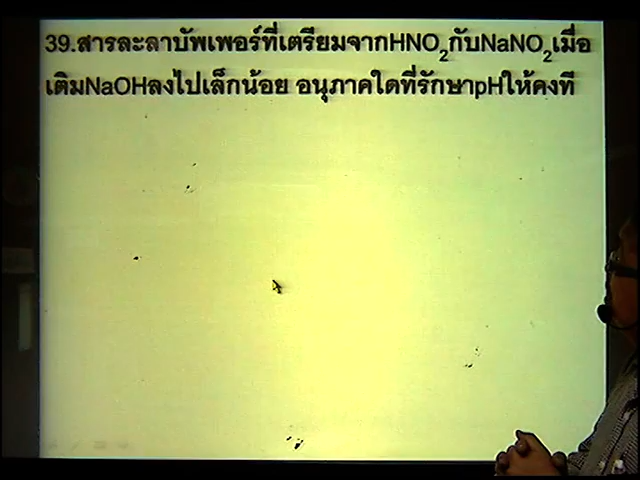 39.สารละลาบัพเพอร์ที่เตรียมจากHNO₂กับNaNO₂เมื่อ
เติมNaOHลงไปเล็กน้อย อนุภาคใดที่รักษาpHให้คงที่